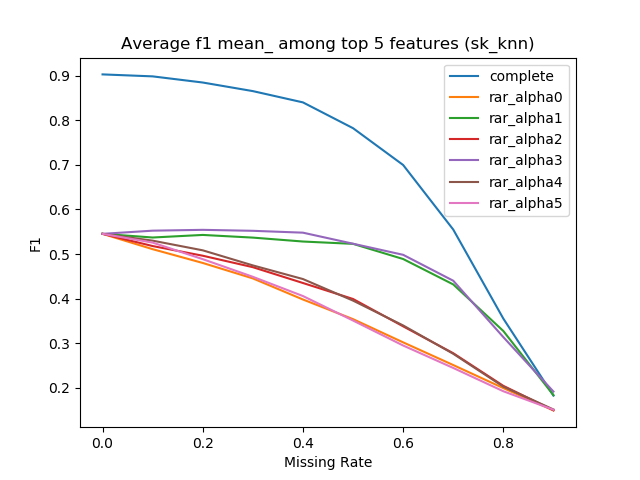 Average f1 mean_ among top 5 features (sk_knn)
complete
rar_alpha0
rar_alpha1
rar_alpha2
rar_alpha3
rar_alpha4
rar_alpha5
F1
0.9
0.8
0.7
0.6
0.5
0.4
0.3
0.2
0.0 0.2 0.4 0.6 0.8
Missing Rate